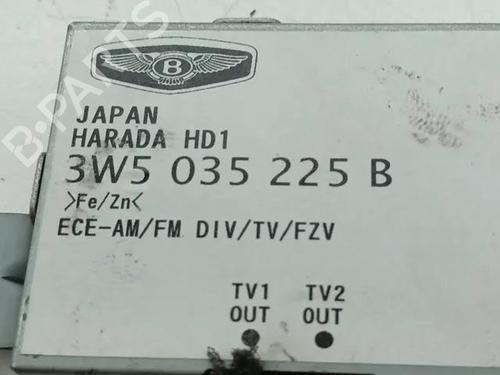 B
JAPAN
HARADA HD1
3W5 035 225 B
>Fe/Zn<
ECE-AM/FM DIV/TV/FZV
TV1 TV2
OUT OUT
B-PARTS